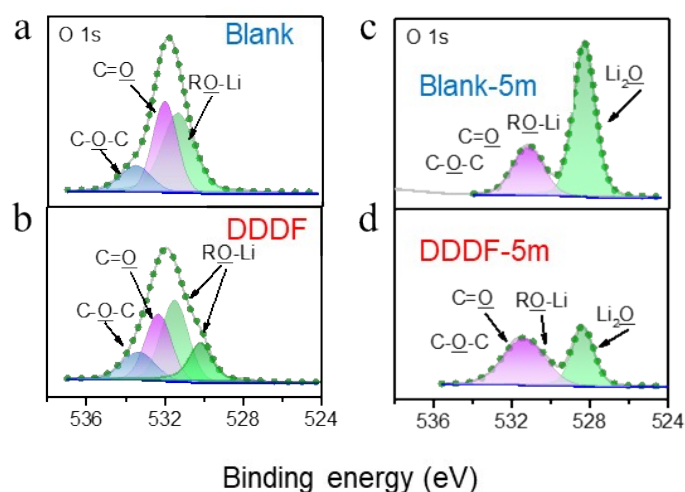 a
O 1s
Blank
C=O
RO-Li
C-O-C
b
DDDF
C=O
RO-Li
C-O-C
536 532 528 524
c
O 1s
Li₂O
Blank-5m
C=O RO-Li
C-O-C
d
DDDF-5m
C=O
RO-Li
Li₂O
C-O-C
536 532 528 524
Binding energy (eV)